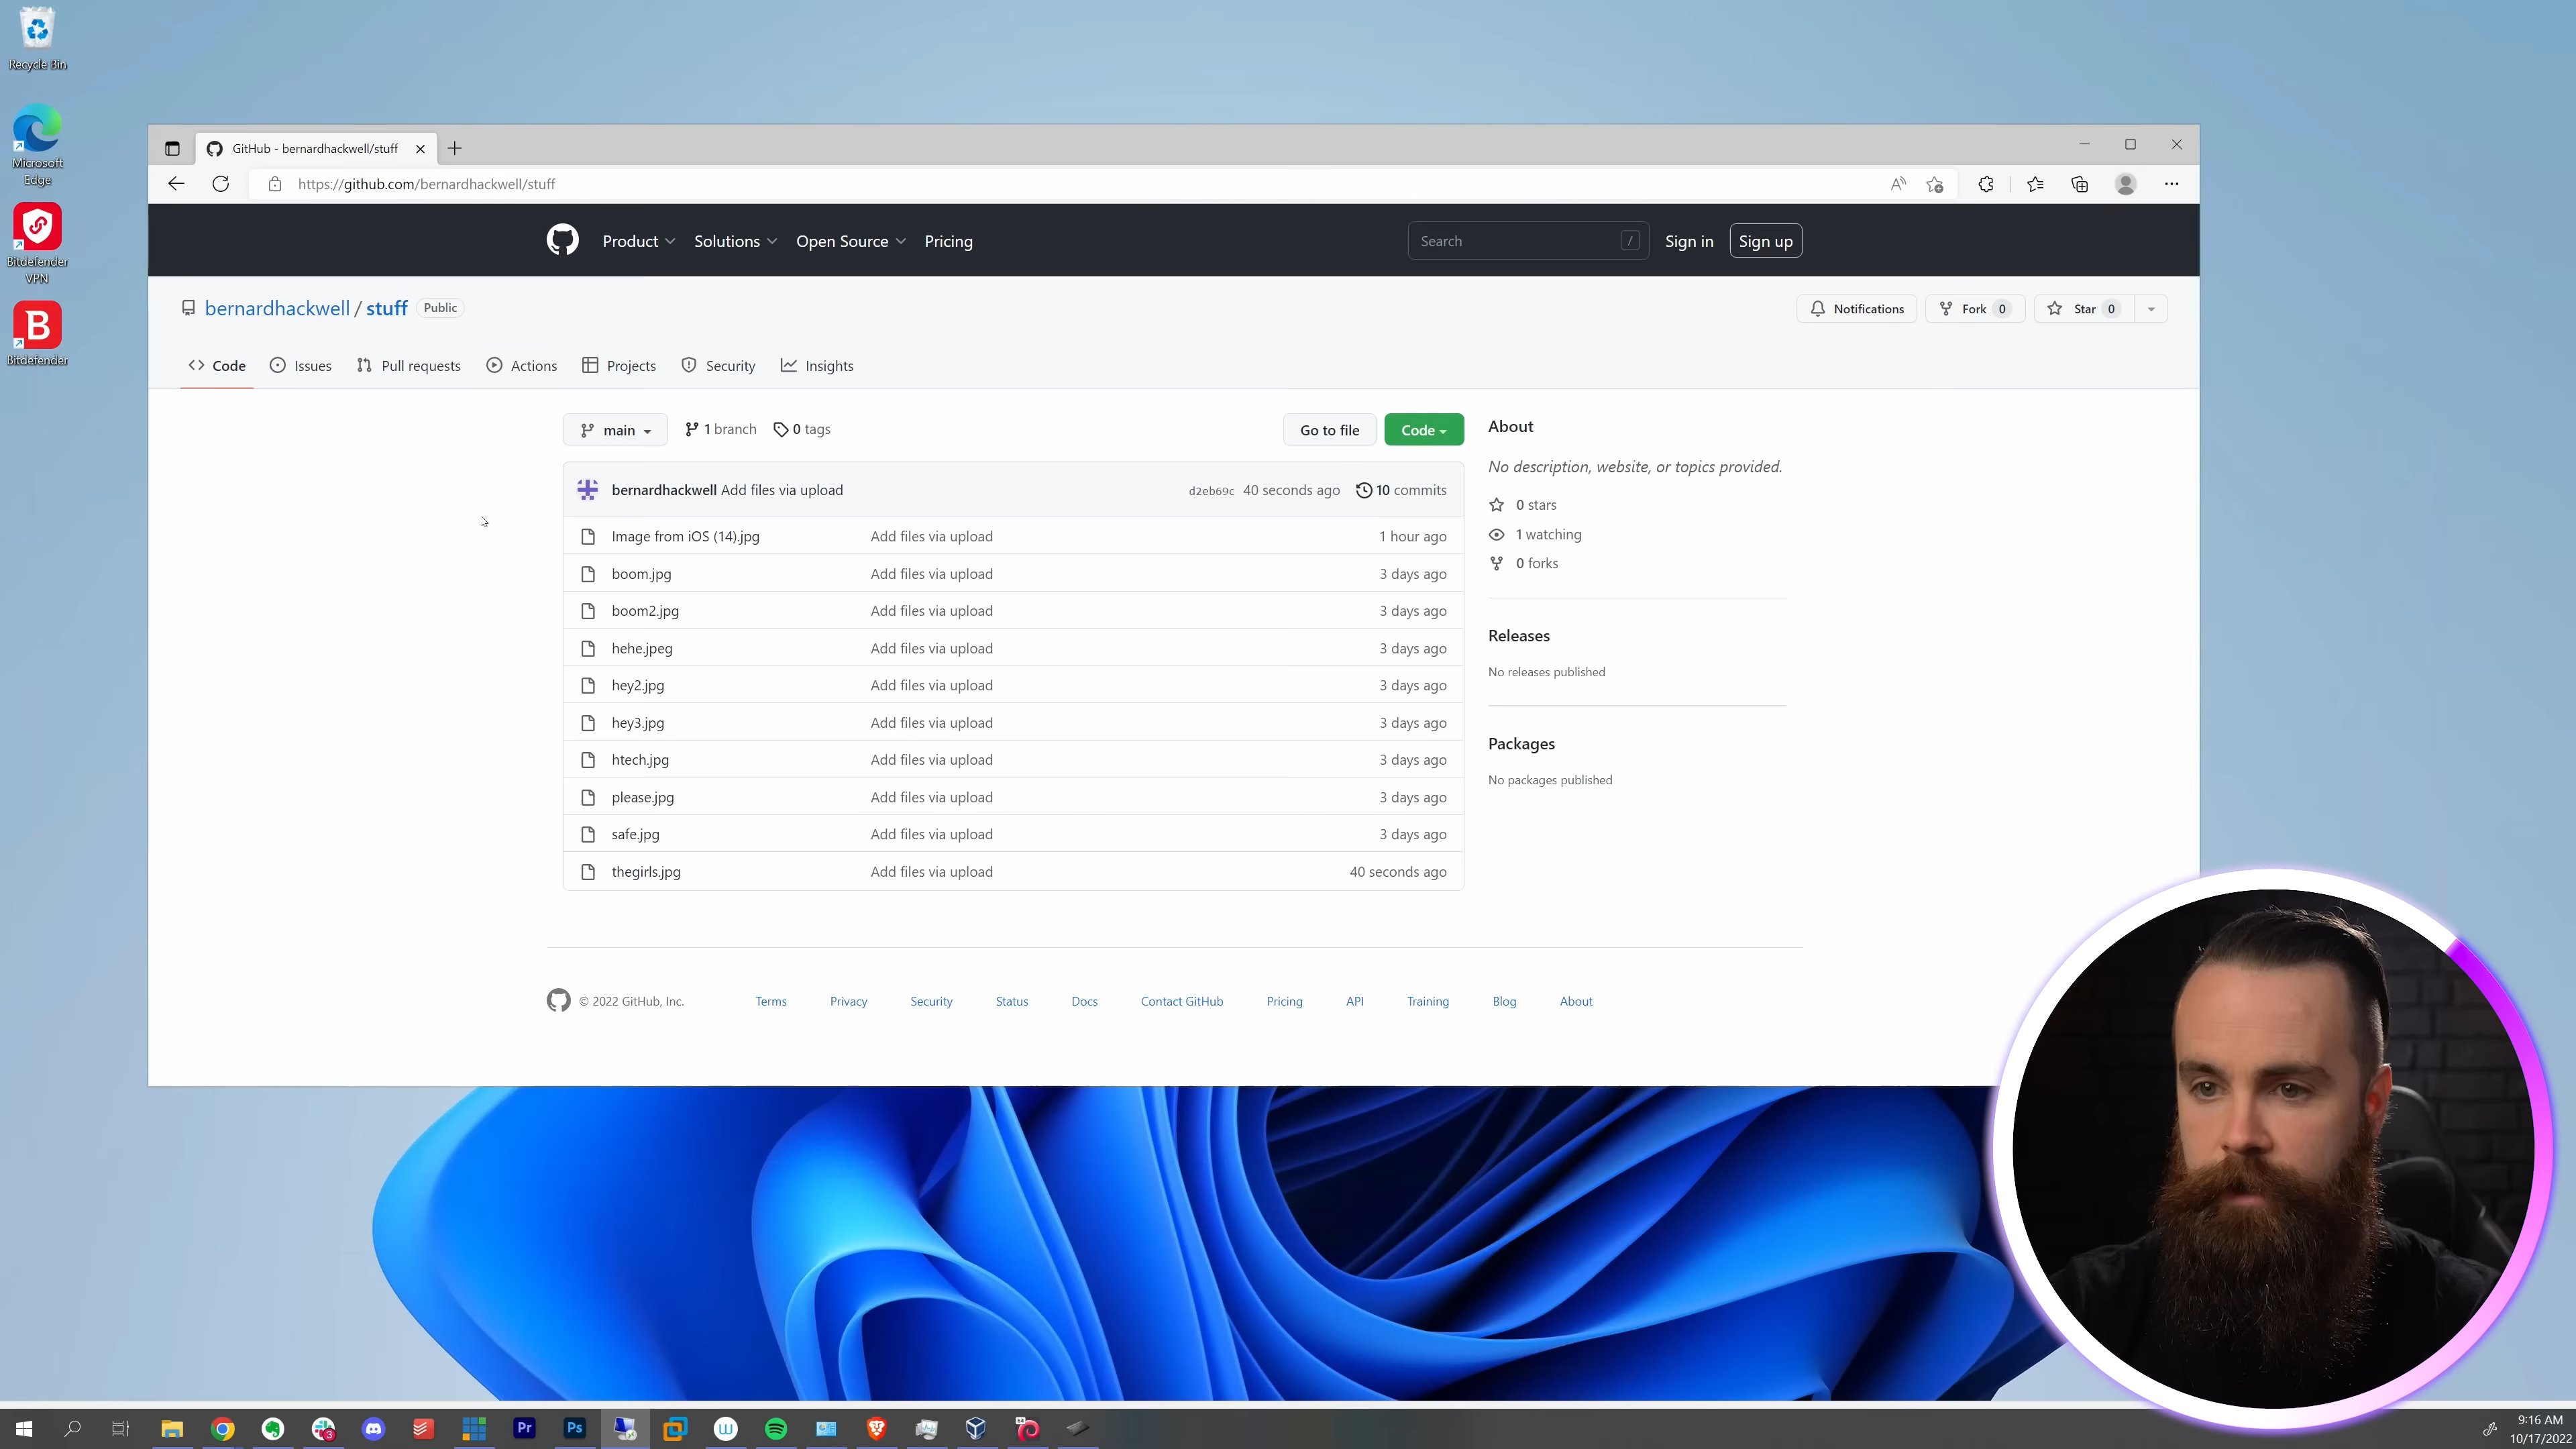 Recycle Bin
Microsoft
Edge
Bitdefender
VPN
Bitdefender
GitHub - bernardhackwell/stuff
https://github.com/bernardhackwell/stuff
Product
Solutions
Open Source
Pricing
Search
/
Sign in
Sign up
bernardhackwell / stuff
Public
Notifications
Fork 0
Star 0
Code
Issues
Pull requests
Actions
Projects
Security
Insights
main
1 branch
0 tags
Go to file
Code
bernardhackwell Add files via upload
d2eb69c 40 seconds ago
10 commits
Image from iOS (14).jpg Add files via upload 1 hour ago
boom.jpg Add files via upload 3 days ago
boom2.jpg Add files via upload 3 days ago
hehe.jpeg Add files via upload 3 days ago
hey2.jpg Add files via upload 3 days ago
hey3.jpg Add files via upload 3 days ago
htech.jpg Add files via upload 3 days ago
please.jpg Add files via upload 3 days ago
safe.jpg Add files via upload 3 days ago
thegirls.jpg Add files via upload 40 seconds ago
About
No description, website, or topics provided.
0 stars
1 watching
0 forks
Releases
No releases published
Packages
No packages published
© 2022 GitHub, Inc.
Terms
Privacy
Security
Status
Docs
Contact GitHub
Pricing
API
Training
Blog
About
3
Pr
Ps
9:16 AM
10/17/2022